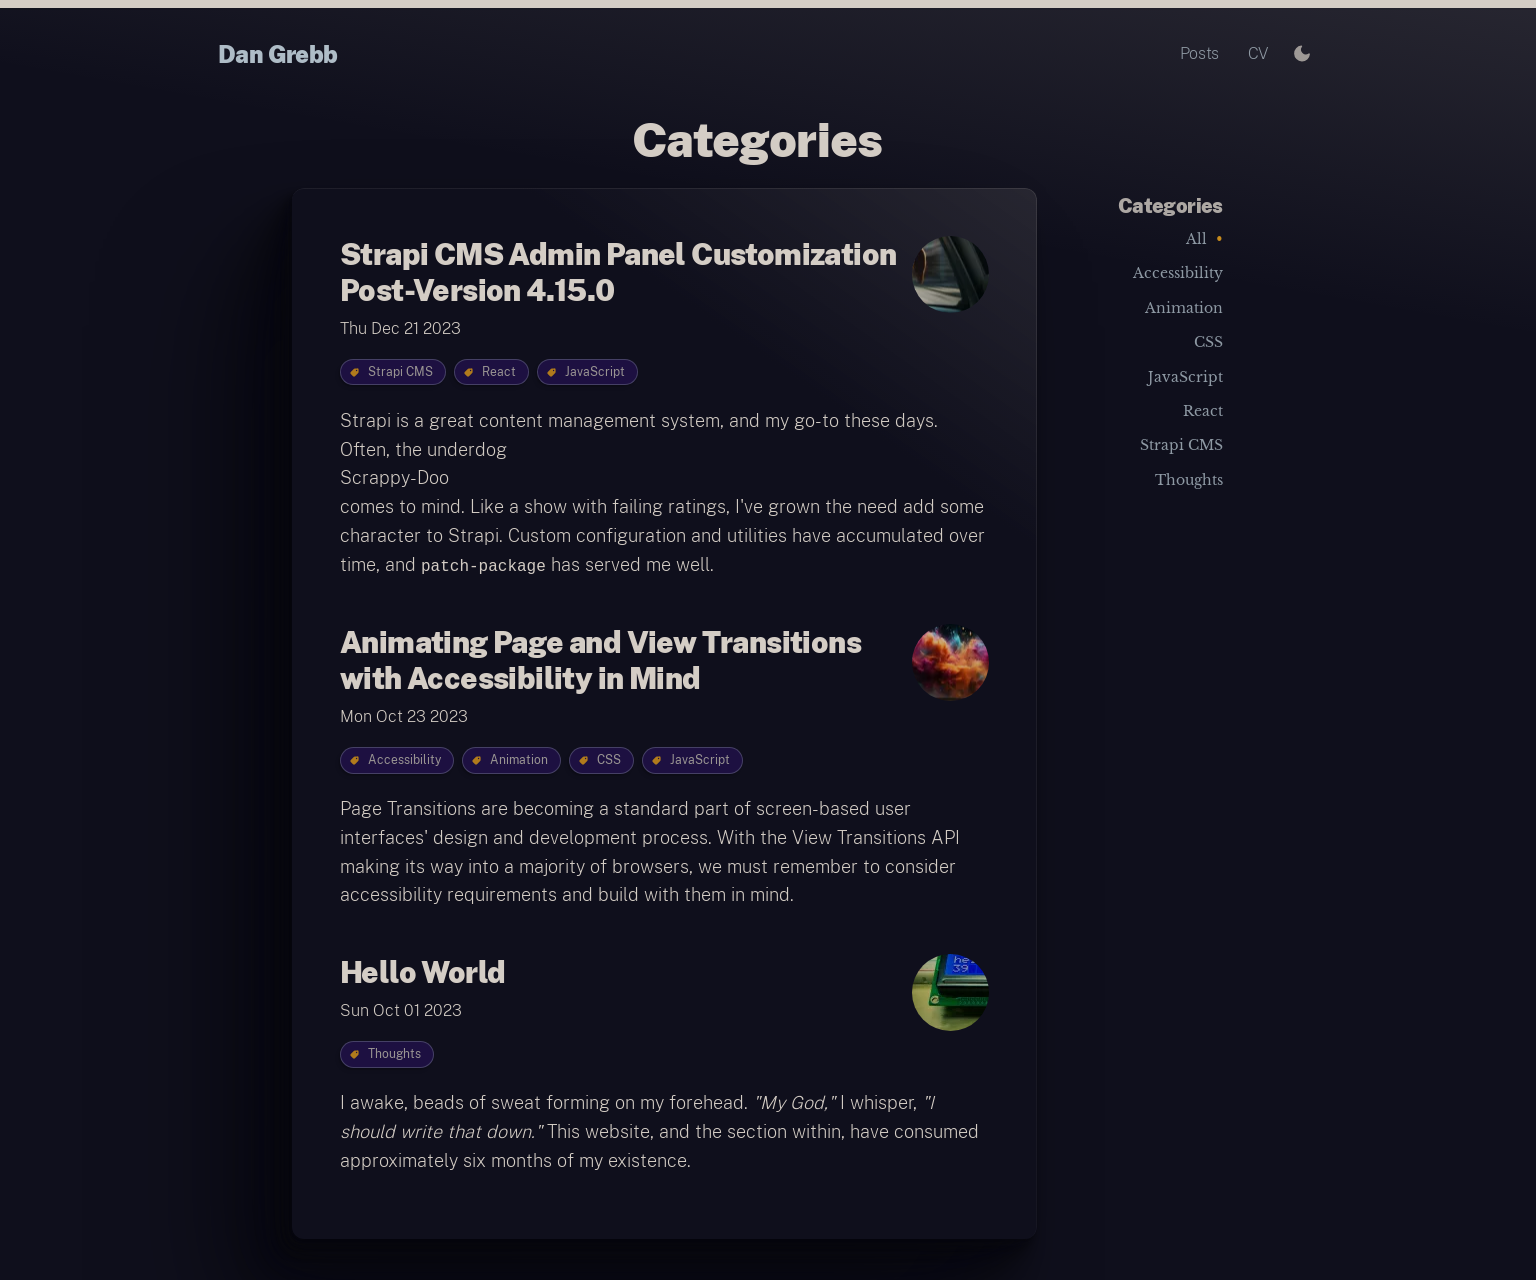 Dan Grebb
Posts
CV
Categories
Strapi CMS Admin Panel Customization
Post-Version 4.15.0
Thu Dec 21 2023
Strapi CMS
React
JavaScript
Strapi is a great content management system, and my go-to these days.
Often, the underdog
Scrappy-Doo
comes to mind. Like a show with failing ratings, I've grown the need add some
character to Strapi. Custom configuration and utilities have accumulated over
time, and patch-package has served me well.
Animating Page and View Transitions
with Accessibility in Mind
Mon Oct 23 2023
Accessibility
Animation
CSS
JavaScript
Page Transitions are becoming a standard part of screen-based user
interfaces' design and development process. With the View Transitions API
making its way into a majority of browsers, we must remember to consider
accessibility requirements and build with them in mind.
Hello World
Sun Oct 01 2023
Thoughts
I awake, beads of sweat forming on my forehead. "My God," I whisper, "I
should write that down." This website, and the section within, have consumed
approximately six months of my existence.
Categories
All •
Accessibility
Animation
CSS
JavaScript
React
Strapi CMS
Thoughts